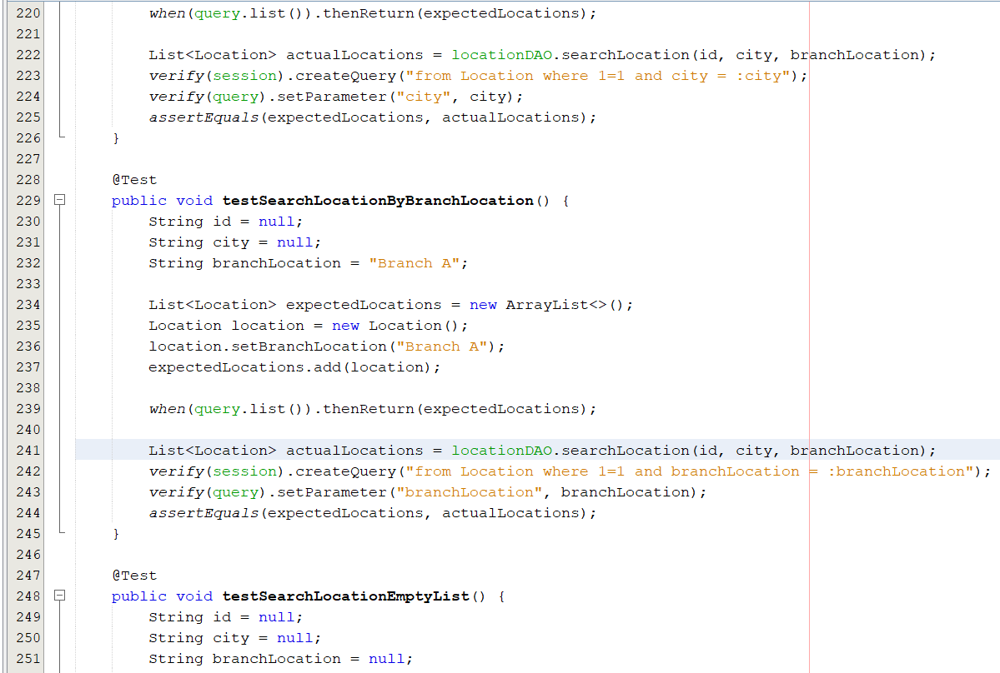 220 when(query.list()).thenReturn(expectedLocations);
221
222 List<Location> actualLocations = locationDAO.searchLocation(id, city, branchLocation);
223 verify(session).createQuery("from Location where 1=1 and city = :city");
224 verify(query).setParameter("city", city);
225 assertEquals(expectedLocations, actualLocations);
226 }
227
228 @Test
229 public void testSearchLocationByBranchLocation() {
230 String id = null;
231 String city = null;
232 String branchLocation = "Branch A";
233
234 List<Location> expectedLocations = new ArrayList<>();
235 Location location = new Location();
236 location.setBranchLocation("Branch A");
237 expectedLocations.add(location);
238
239 when(query.list()).thenReturn(expectedLocations);
240
241 List<Location> actualLocations = locationDAO.searchLocation(id, city, branchLocation);
242 verify(session).createQuery("from Location where 1=1 and branchLocation = :branchLocation");
243 verify(query).setParameter("branchLocation", branchLocation);
244 assertEquals(expectedLocations, actualLocations);
245 }
246
247 @Test
248 public void testSearchLocationEmptyList() {
249 String id = null;
250 String city = null;
251 String branchLocation = null;